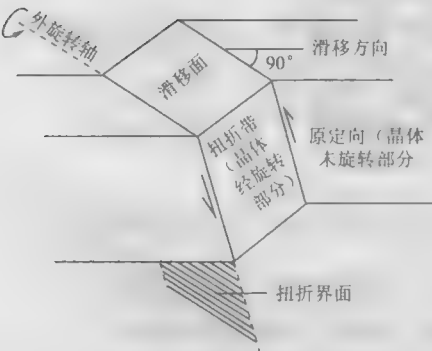 外旋转轴
滑移方向
90°
滑移面
扭折带
(晶体
经旋转
部分)
原定向(晶体
未旋转部分
扭折界面